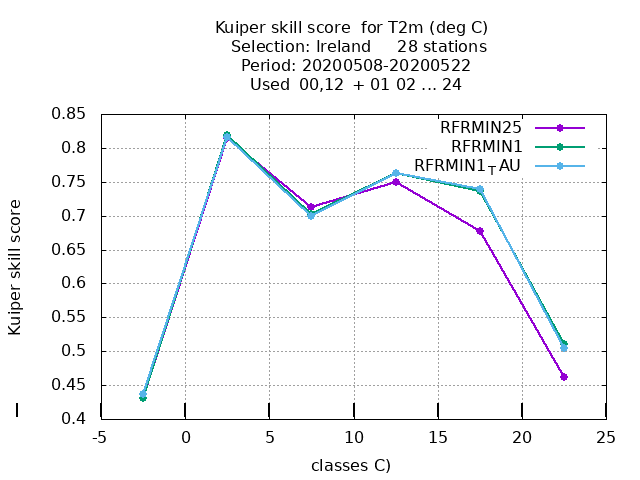 Kuiper skill score  for T2m (deg C)
Selection: Ireland     28 stations
Period: 20200508-20200522
Used  00,12  + 01 02 ... 24
RFRMIN25
RFRMIN1
RFRMIN1TAU
Kuiper skill score
0.85
0.8
0.75
0.7
0.65
0.6
0.55
0.5
0.45
0.4
-5
0
5
10
15
20
25
classes C)